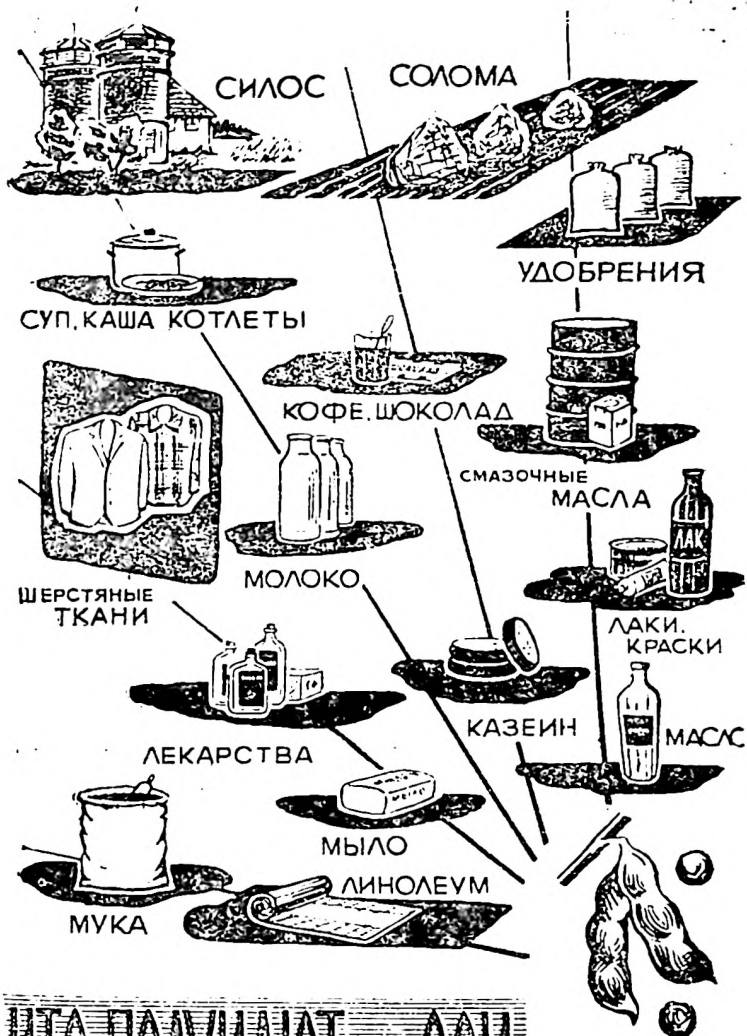 СИЛОС
СОЛОМА
УДОБРЕНИЯ
СУП, КАША КОТЛЕТЫ
КОФЕ, ШОКОЛАД
СМАЗОЧНЫЕ
МАСЛА
ЛАК
ШЕРСТЯНЫЕ
ТКАНИ
МОЛОКО
ЛАКИ.
КРАСКИ
ЛЕКАРСТВА
КАЗЕИН
МАСЛС
МЫЛО
ЛИНОЛЕУМ
МУКА